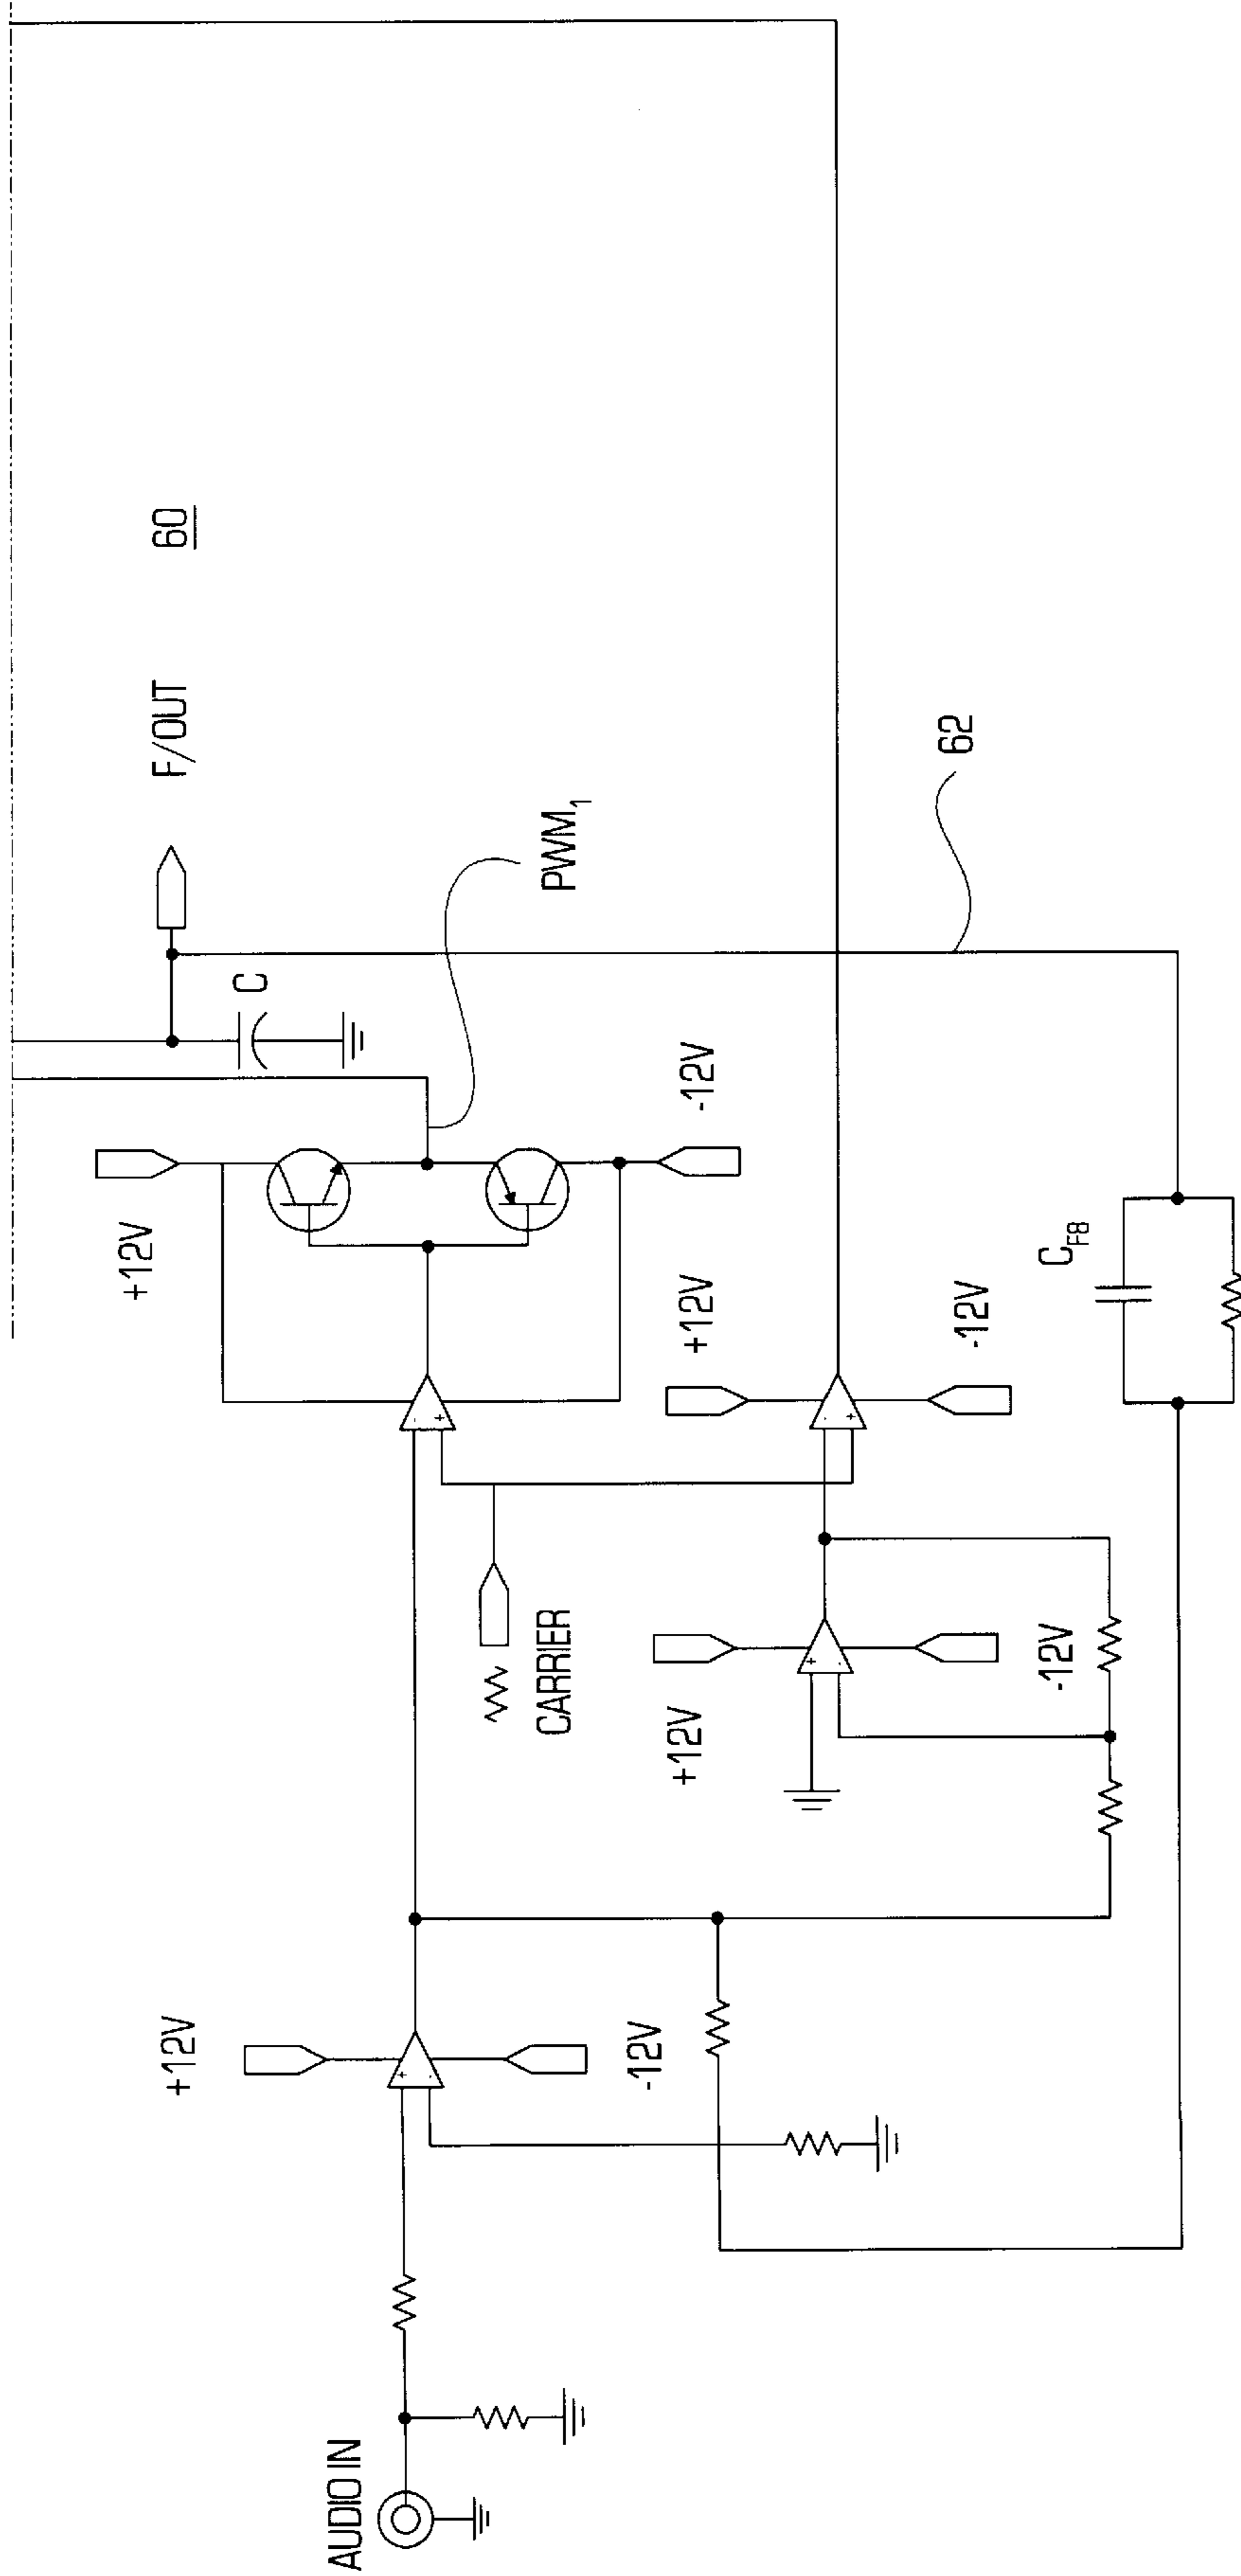 AUDIO IN
+12V
-12V
CARRIER
+12V
-12V
+12V
-12V
+12V
-12V
PWM1
C
F/OUT
60
62
CFB